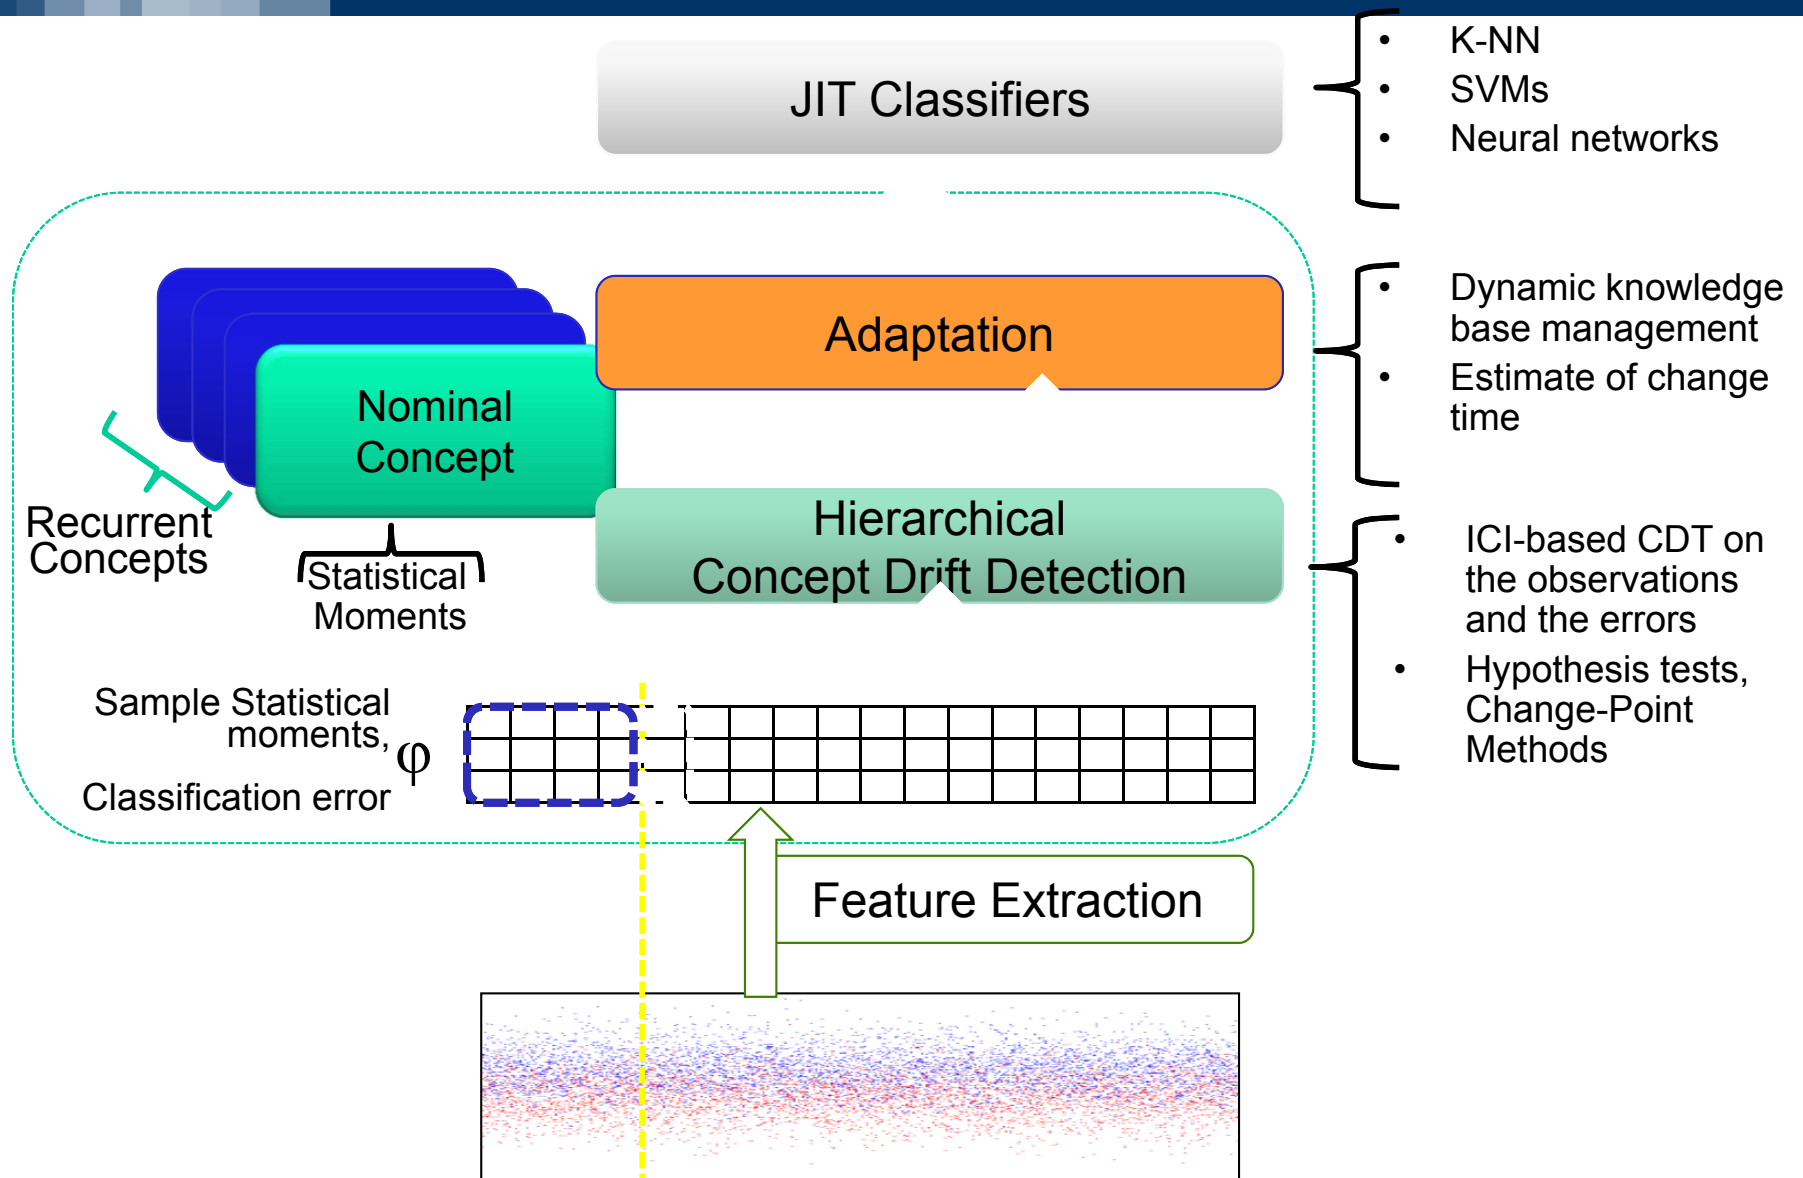 JIT Classifiers
• K-NN
• SVMs
• Neural networks
Adaptation
• Dynamic knowledge
base management
• Estimate of change
time
Nominal
Concept
Recurrent
Concepts
Statistical
Moments
Hierarchical
Concept Drift Detection
• ICI-based CDT on
the observations
and the errors
• Hypothesis tests,
Change-Point
Methods
Sample Statistical
moments,
φ
Classification error
Feature Extraction